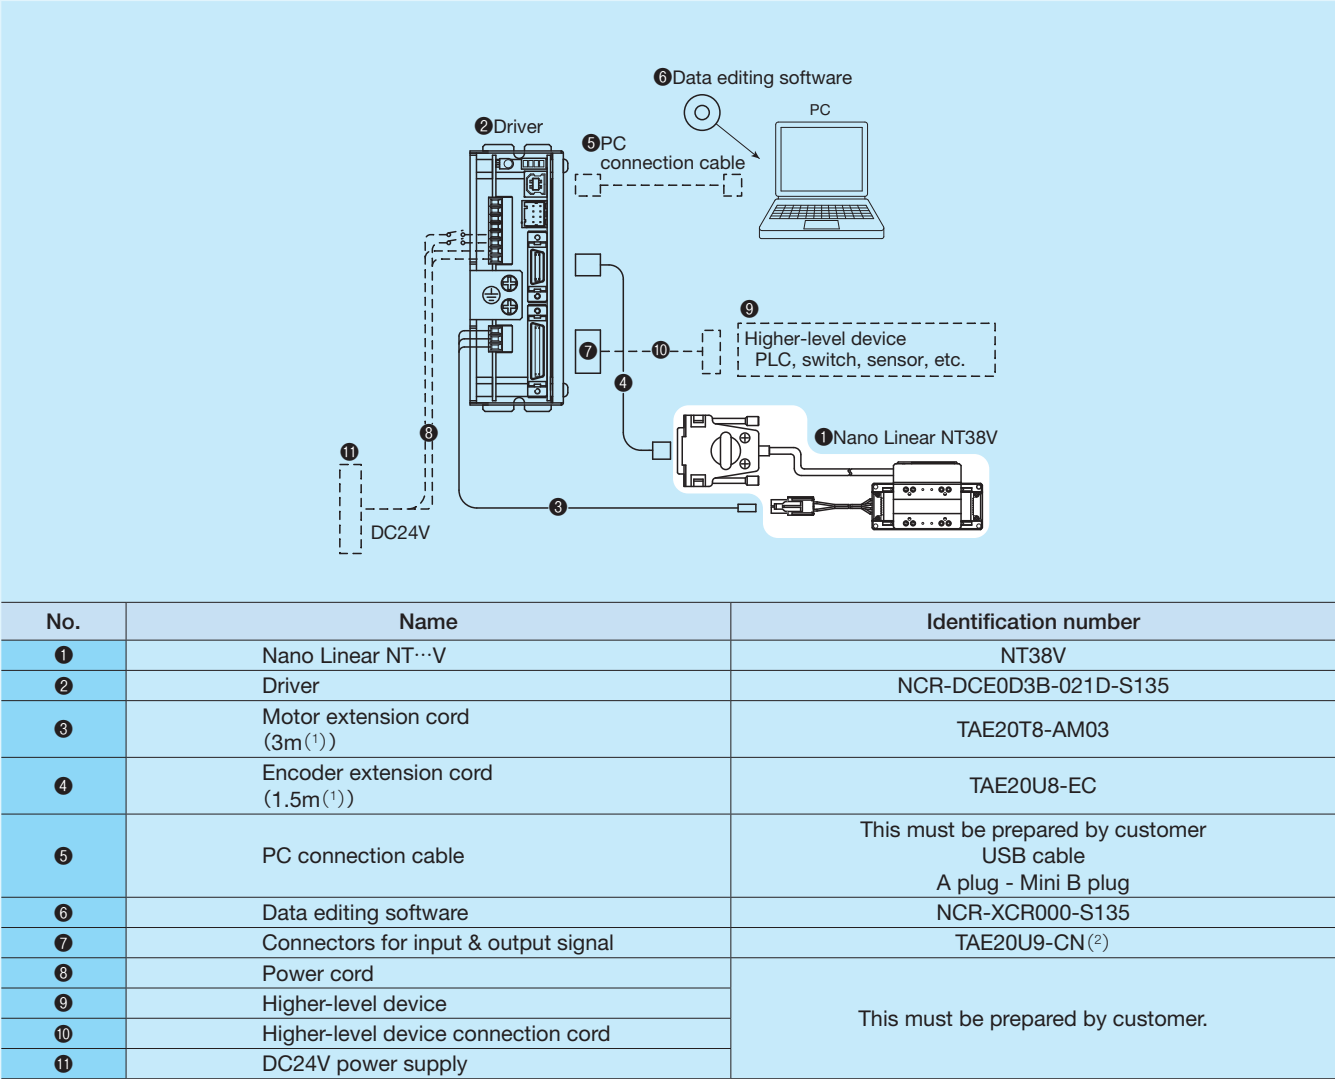 ❻Data editing software
PC
❷Driver
❺PC
connection cable
❾
Higher-level device
PLC, switch, sensor, etc.
❼
❿
❹
❽
⓫
❶Nano Linear NT38V
❸
DC24V
No. Name Identification number
❶ Nano Linear NT…V NT38V
❷ Driver NCR-DCE0D3B-021D-S135
❸ Motor extension cord
(3m(1)) TAE20T8-AM03
❹ Encoder extension cord
(1.5m(1)) TAE20U8-EC
❺ PC connection cable This must be prepared by customer
USB cable
A plug - Mini B plug
❻ Data editing software NCR-XCR000-S135
❼ Connectors for input & output signal TAE20U9-CN(2)
❽ Power cord
❾ Higher-level device
This must be prepared by customer.
❿ Higher-level device connection cord
⓫ DC24V power supply